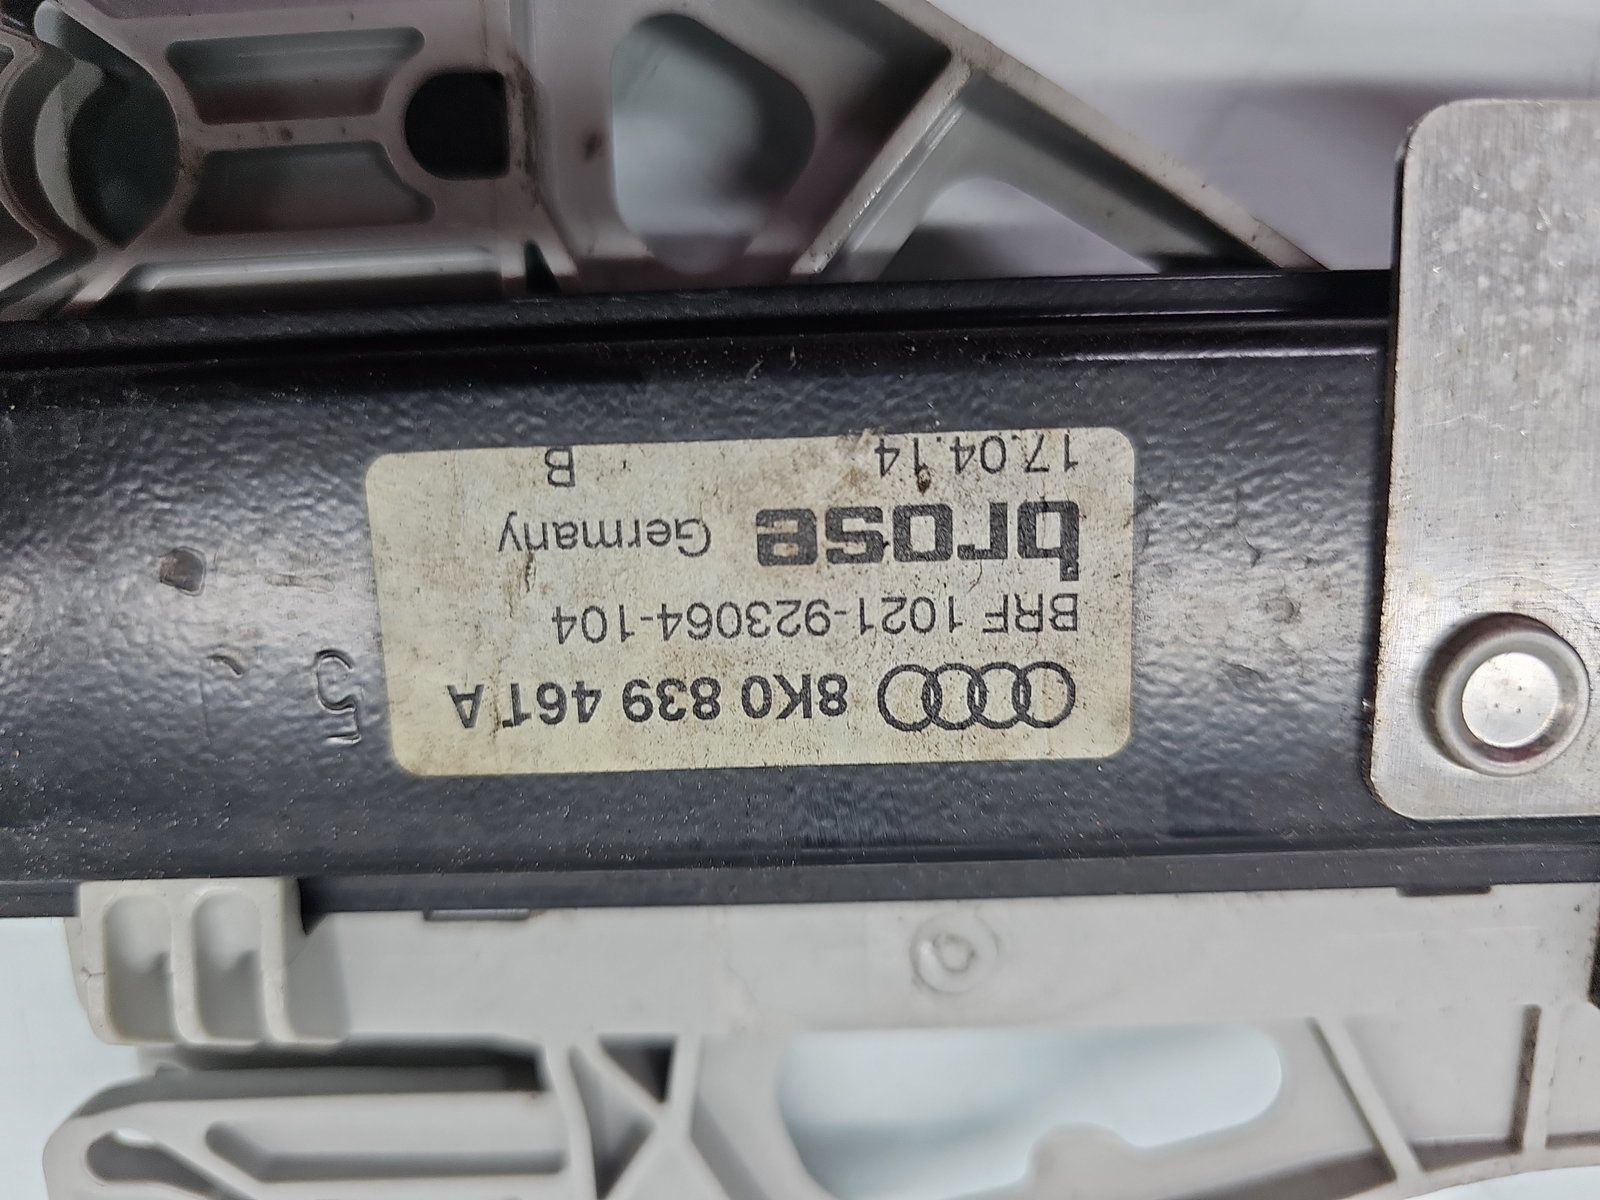 8K0 839 461 A
BRF 1021-923064-104
brose Germany
17.04.14 B